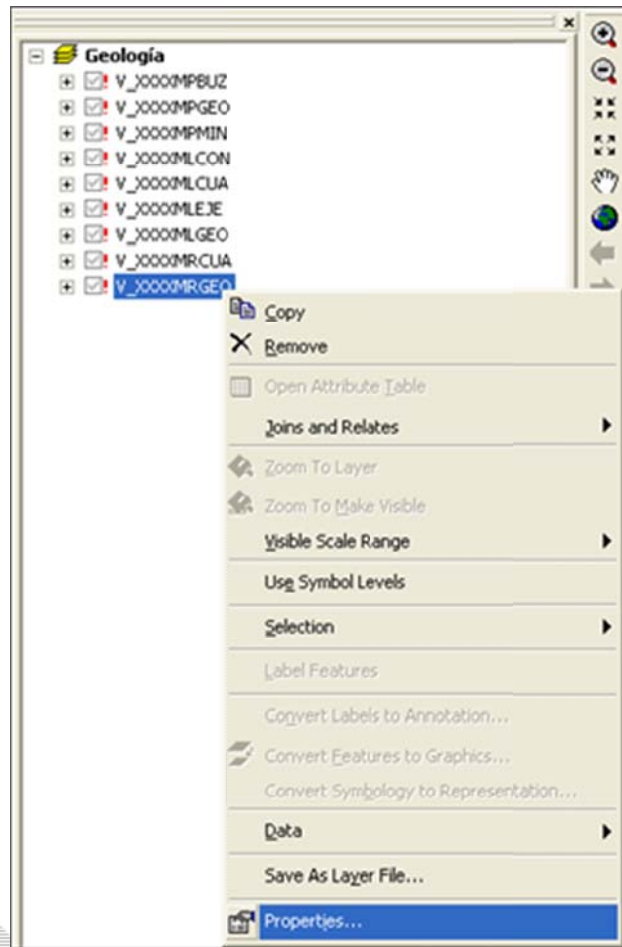 Geología
V_XXXXMPBUZ
V_XXXXMPGEO
V_XXXXMPMIN
V_XXXXMLCON
V_XXXXMLCUA
V_XXXXMLEJE
V_XXXXMLGEO
V_XXXXMRCUA
V_XXXXMRGEO
Copy
Remove
Open Attribute Table
Joins and Relates
Zoom To Layer
Zoom To Make Visible
Visible Scale Range
Use Symbol Levels
Selection
Label Features
Convert Labels to Annotation...
Convert Features to Graphics...
Convert Symbology to Representation...
Data
Save As Layer File...
Properties...